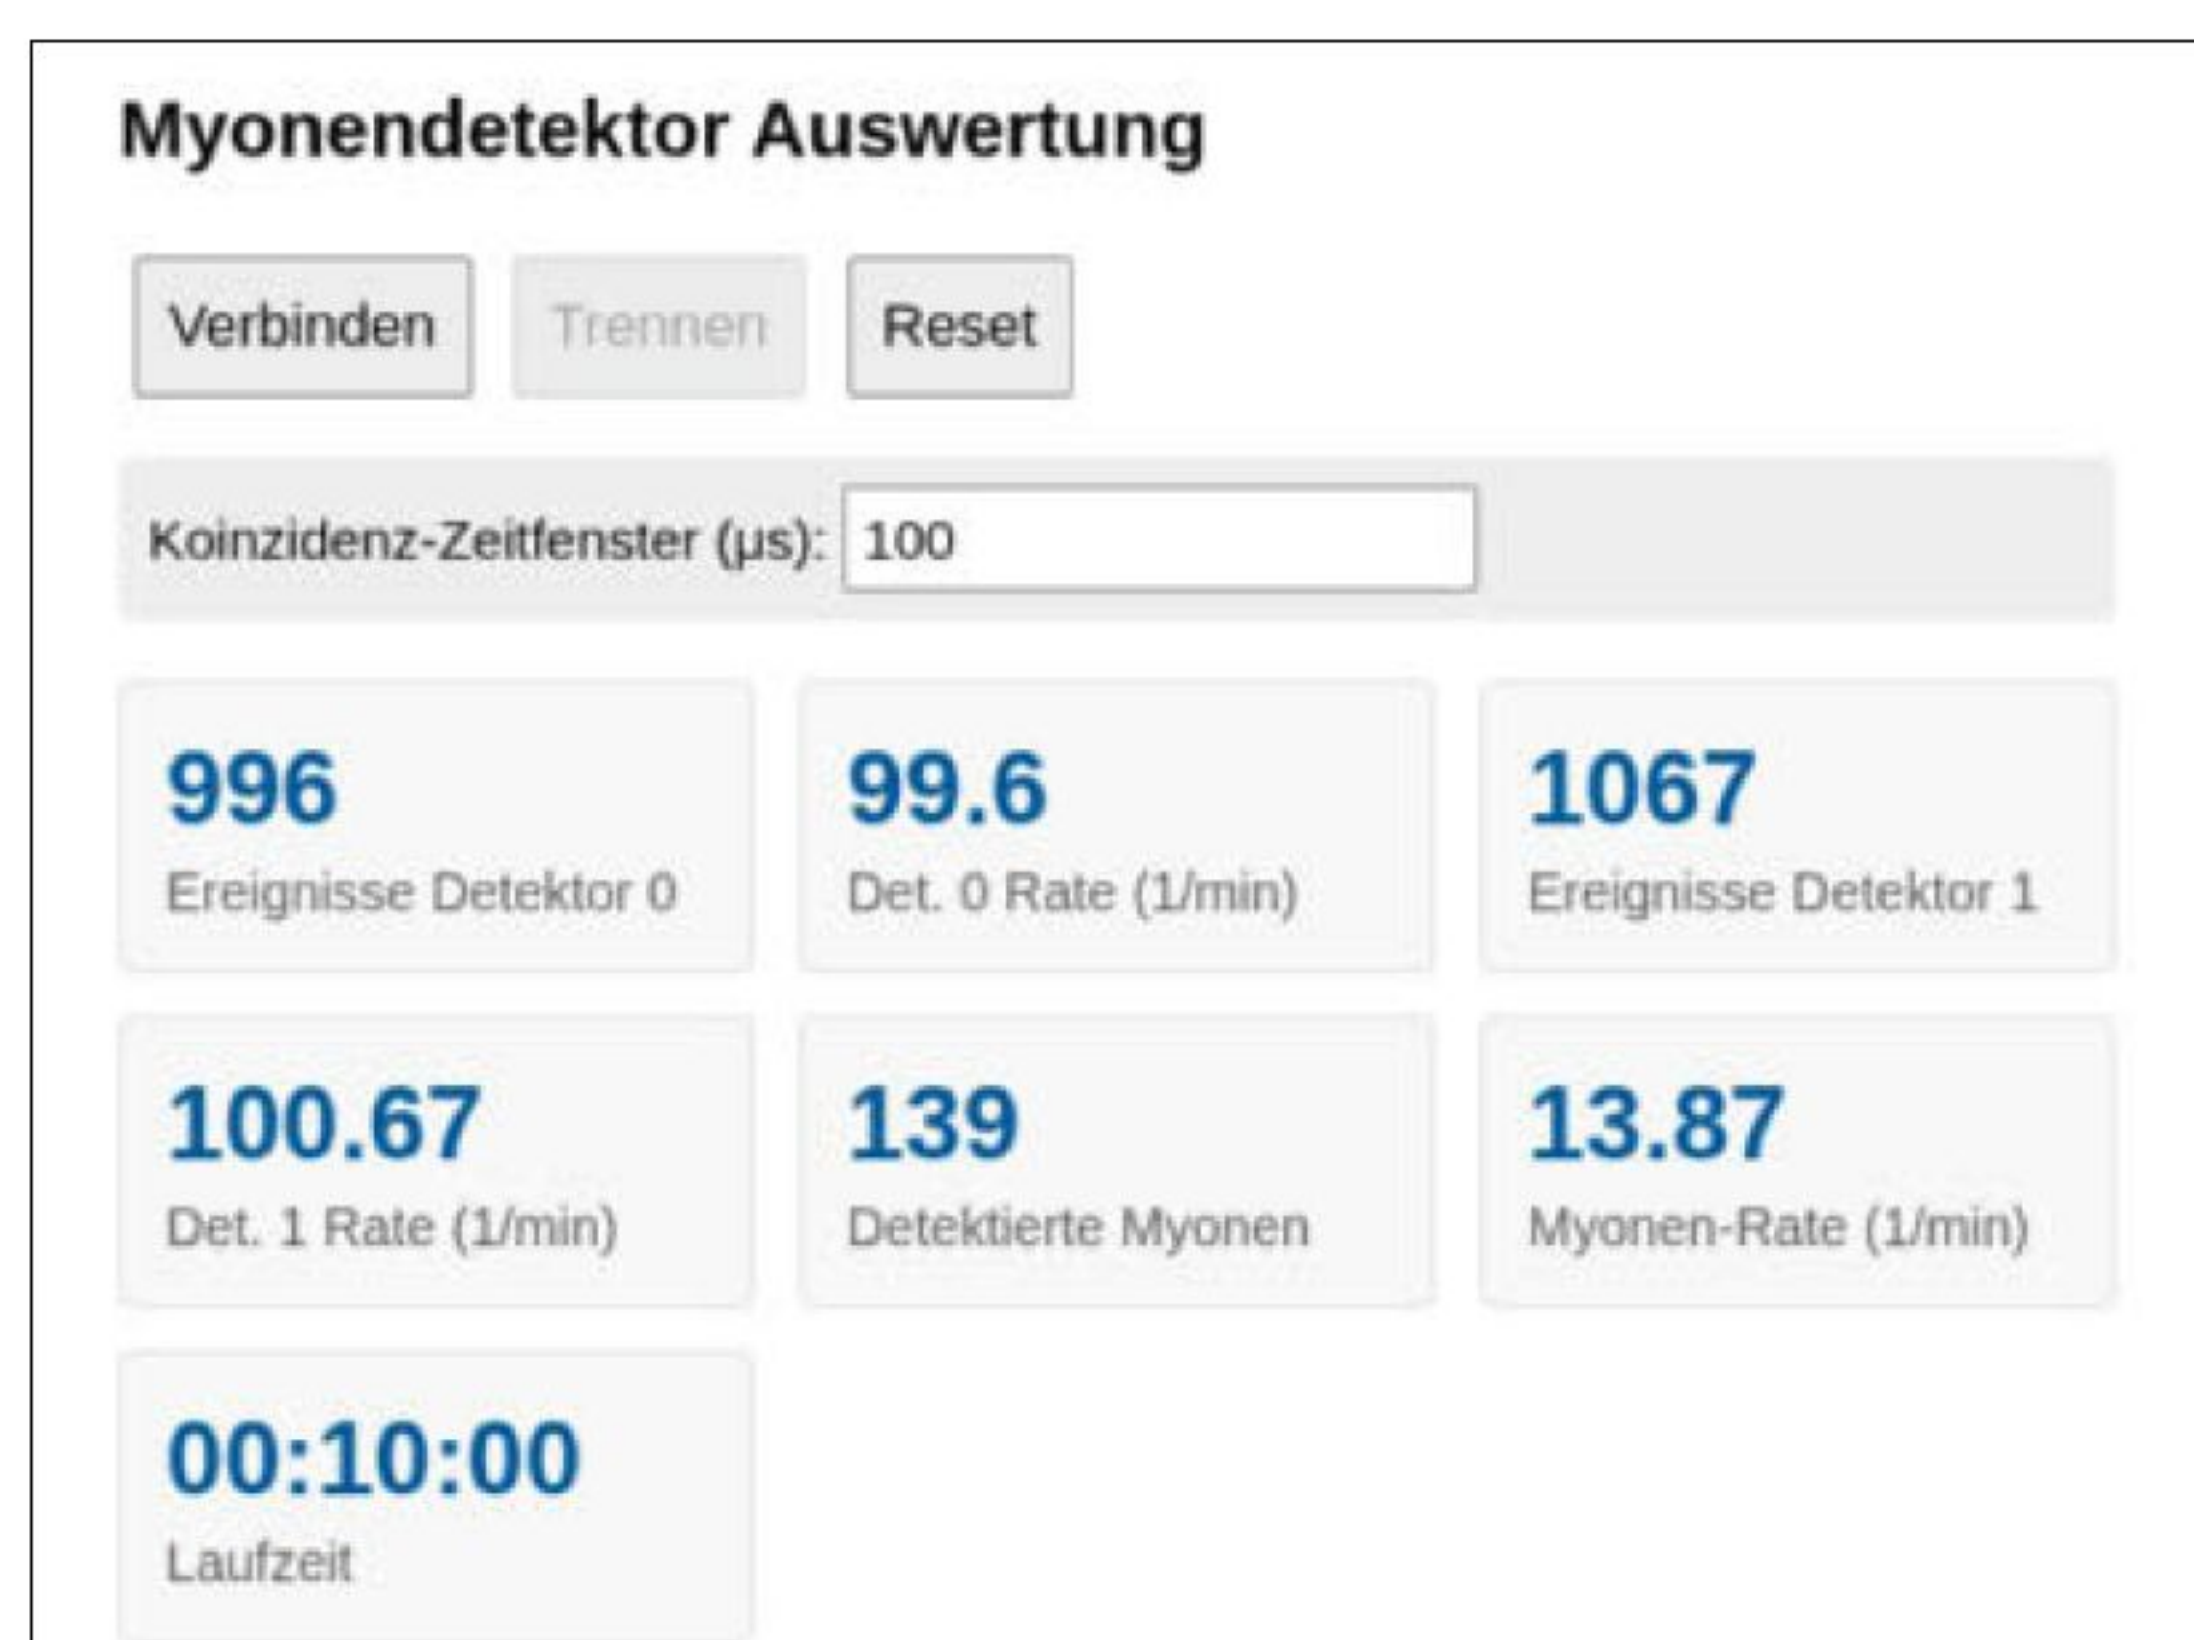 Myonendetektor Auswertung
Verbinden Trennen Reset
Koinzidenz-Zeitfenster (µs): 100
996 99.6 1067
Ereignisse Detektor 0 Det. 0 Rate (1/min) Ereignisse Detektor 1
100.67 139 13.87
Det. 1 Rate (1/min) Detektierte Myonen Myonen-Rate (1/min)
00:10:00
Laufzeit